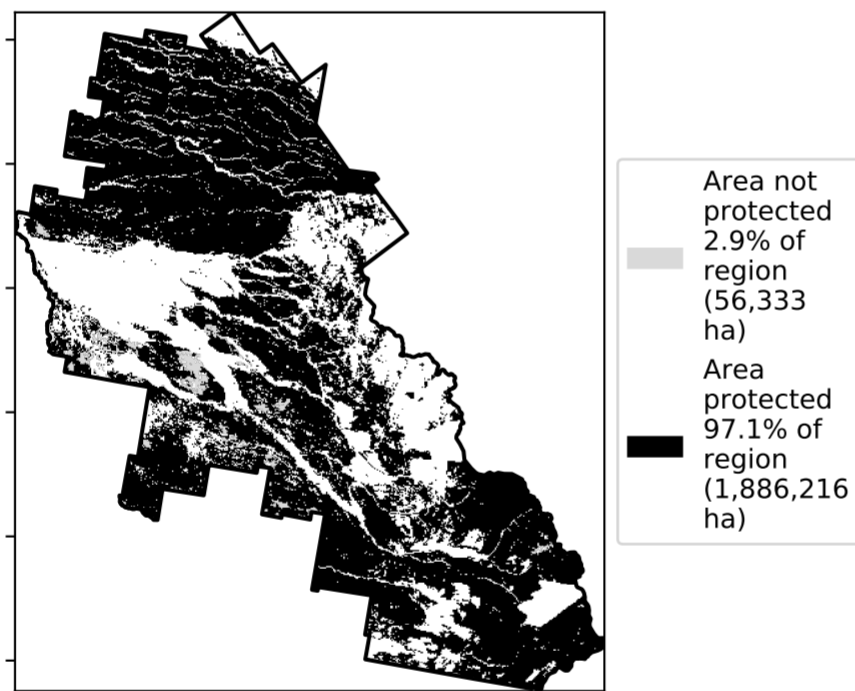 Area not
protected
2.9% of
region
(56,333
ha)
Area
protected
97.1% of
region
(1,886,216
ha)